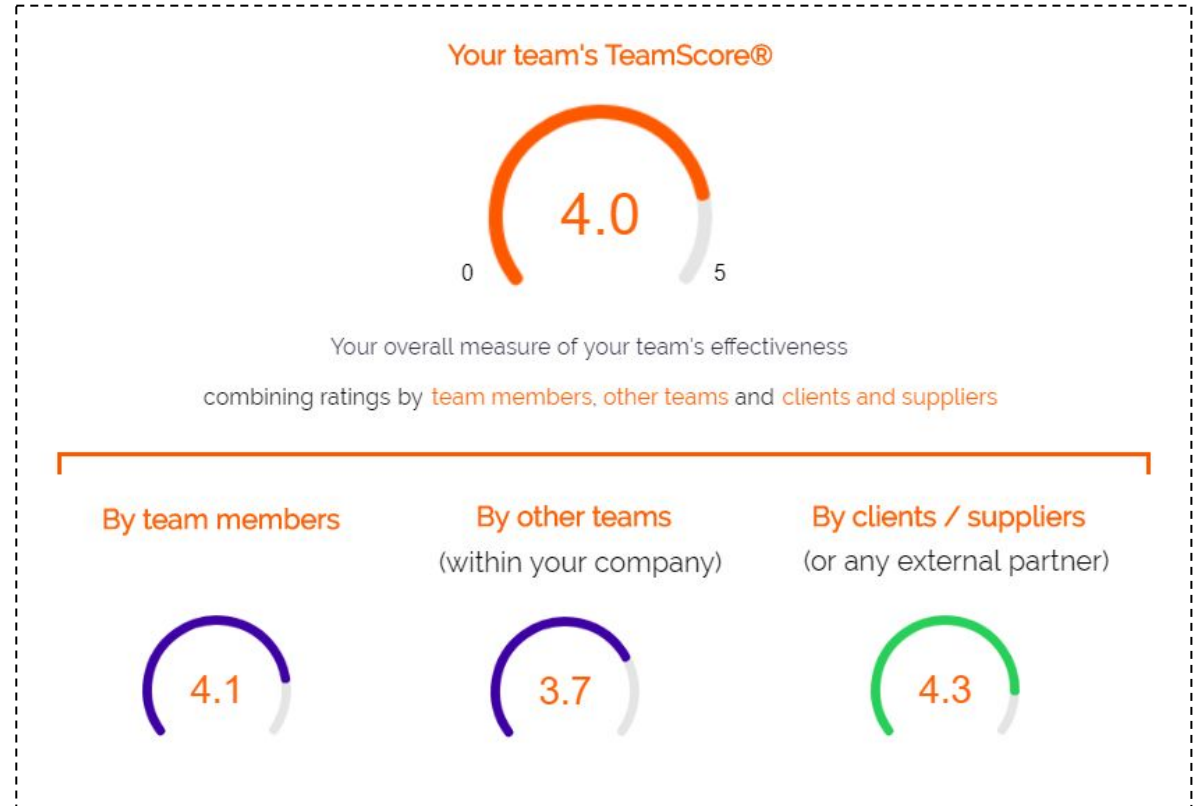 Your team's TeamScore®
4.0
0
5
Your overall measure of your team's effectiveness
combining ratings by team members, other teams and clients and suppliers
By team members
By other teams
(within your company)
By clients / suppliers
(or any external partner)
4.1
3.7
4.3